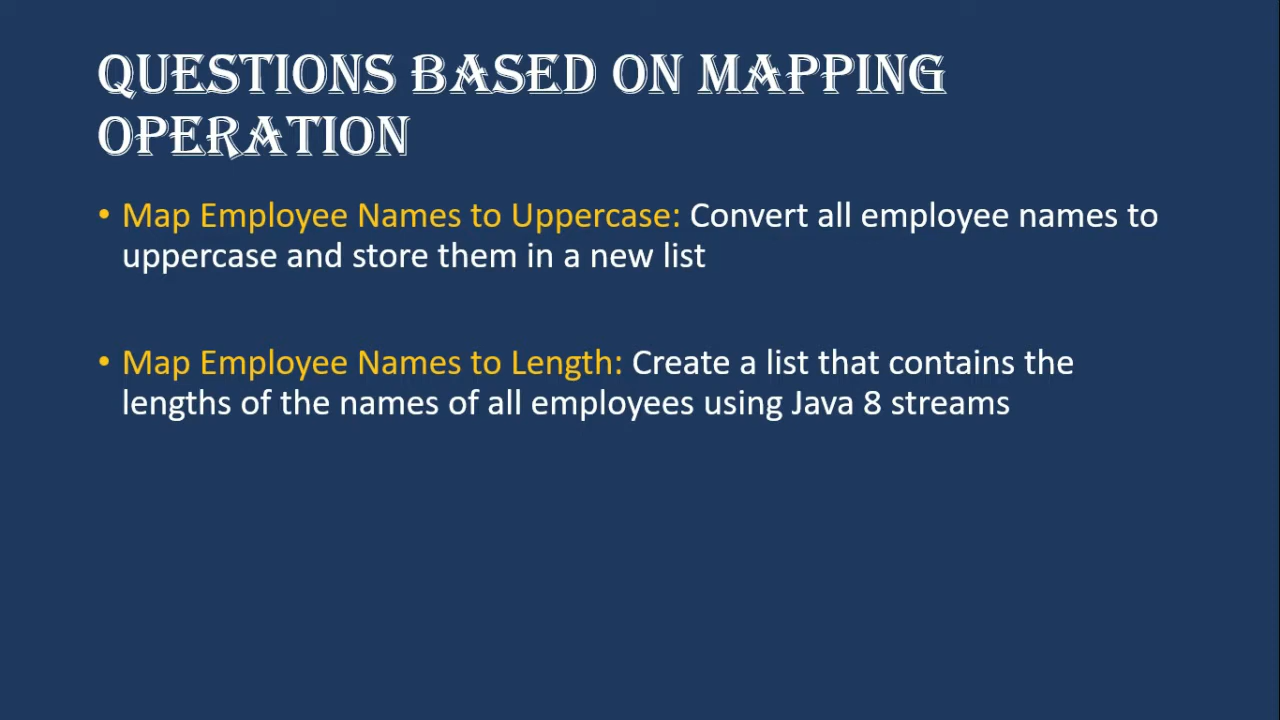 QUESTIONS BASED ON MAPPING
OPERATION
• Map Employee Names to Uppercase: Convert all employee names to
uppercase and store them in a new list
• Map Employee Names to Length: Create a list that contains the
lengths of the names of all employees using Java 8 streams